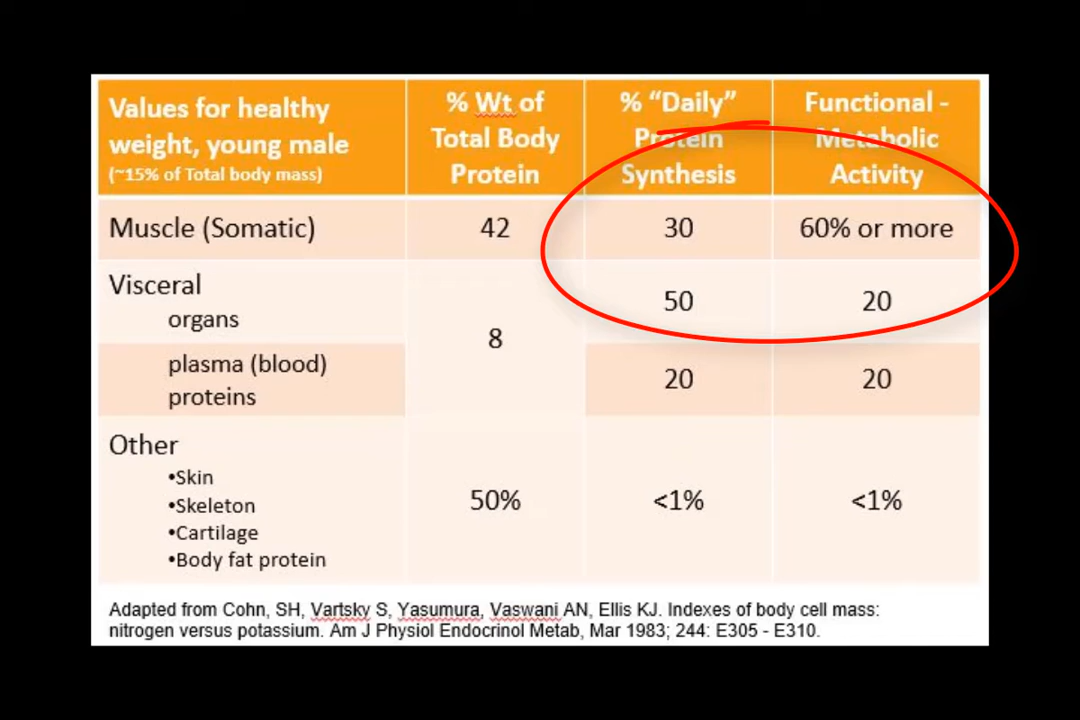 Values for healthy
weight, young male
(~15% of Total body mass)
% Wt of
Total Body
Protein
% “Daily”
Protein
Synthesis
Functional -
Metabolic
Activity
Muscle (Somatic)
42
30
60% or more
Visceral
organs
8
50
20
plasma (blood)
proteins
20
20
Other
•Skin
•Skeleton
•Cartilage
•Body fat protein
50%
<1%
<1%
Adapted from Cohn, SH, Vartsky S, Yasumura, Vaswani AN, Ellis KJ. Indexes of body cell mass:
nitrogen versus potassium. Am J Physiol Endocrinol Metab, Mar 1983; 244: E305 - E310.